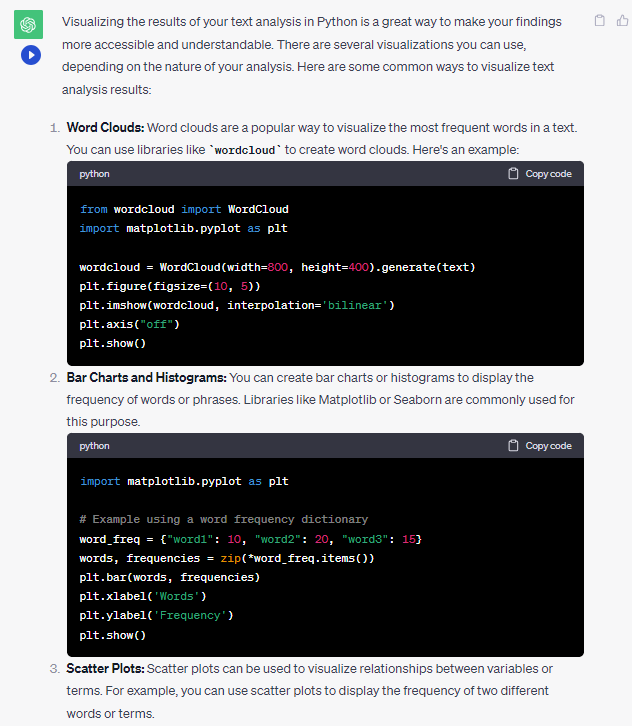 Visualizing the results of your text analysis in Python is a great way to make your findings
more accessible and understandable. There are several visualizations you can use,
depending on the nature of your analysis. Here are some common ways to visualize text
analysis results:
1. Word Clouds: Word clouds are a popular way to visualize the most frequent words in a text.
You can use libraries like `wordcloud` to create word clouds. Here's an example:
python
Copy code
from wordcloud import WordCloud
import matplotlib.pyplot as plt
wordcloud = WordCloud(width=800, height=400).generate(text)
plt.figure(figsize=(10, 5))
plt.imshow(wordcloud, interpolation='bilinear')
plt.axis("off")
plt.show()
2. Bar Charts and Histograms: You can create bar charts or histograms to display the
frequency of words or phrases. Libraries like Matplotlib or Seaborn are commonly used for
this purpose.
python
Copy code
import matplotlib.pyplot as plt
# Example using a word frequency dictionary
word_freq = {"word1": 10, "word2": 20, "word3": 15}
words, frequencies = zip(*word_freq.items())
plt.bar(words, frequencies)
plt.xlabel('Words')
plt.ylabel('Frequency')
plt.show()
3. Scatter Plots: Scatter plots can be used to visualize relationships between variables or
terms. For example, you can use scatter plots to display the frequency of two different
words or terms.